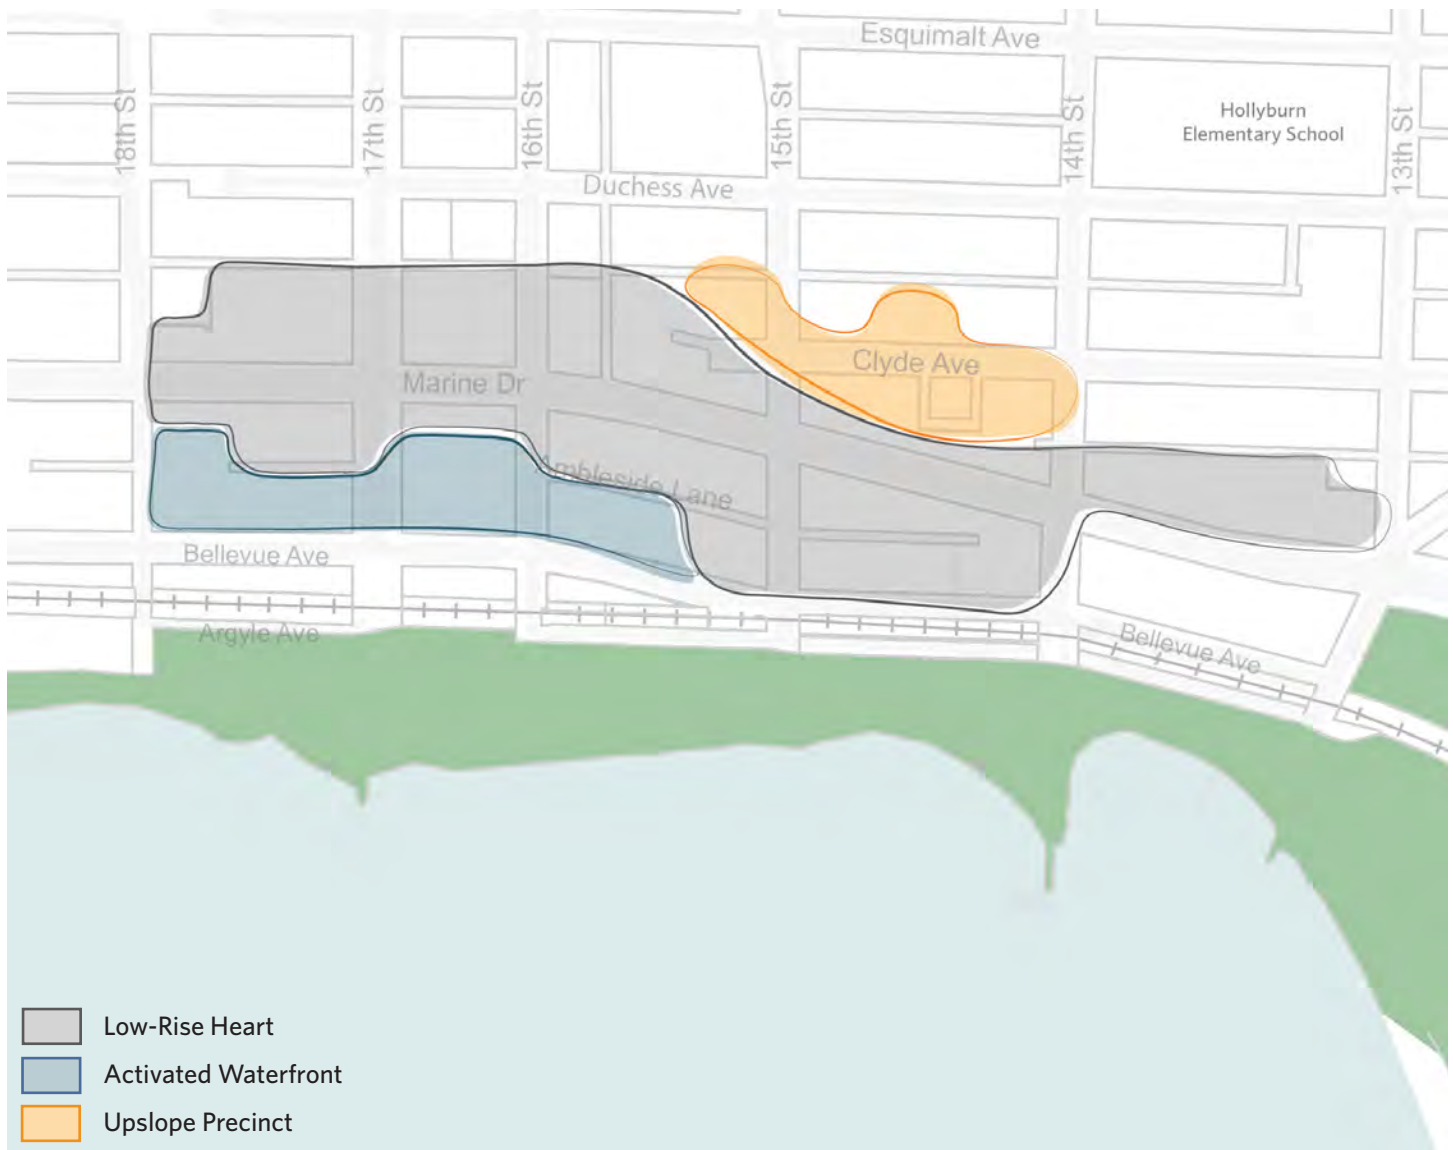 Esquimalt Ave
18th St
17th St
16th St
15th St
14th St
13th St
Hollyburn
Elementary School
Duchess Ave
Clyde Ave
Marine Dr
Ambleside Lane
Bellevue Ave
Argyle Ave
Bellevue Ave
Low-Rise Heart
Activated Waterfront
Upslope Precinct